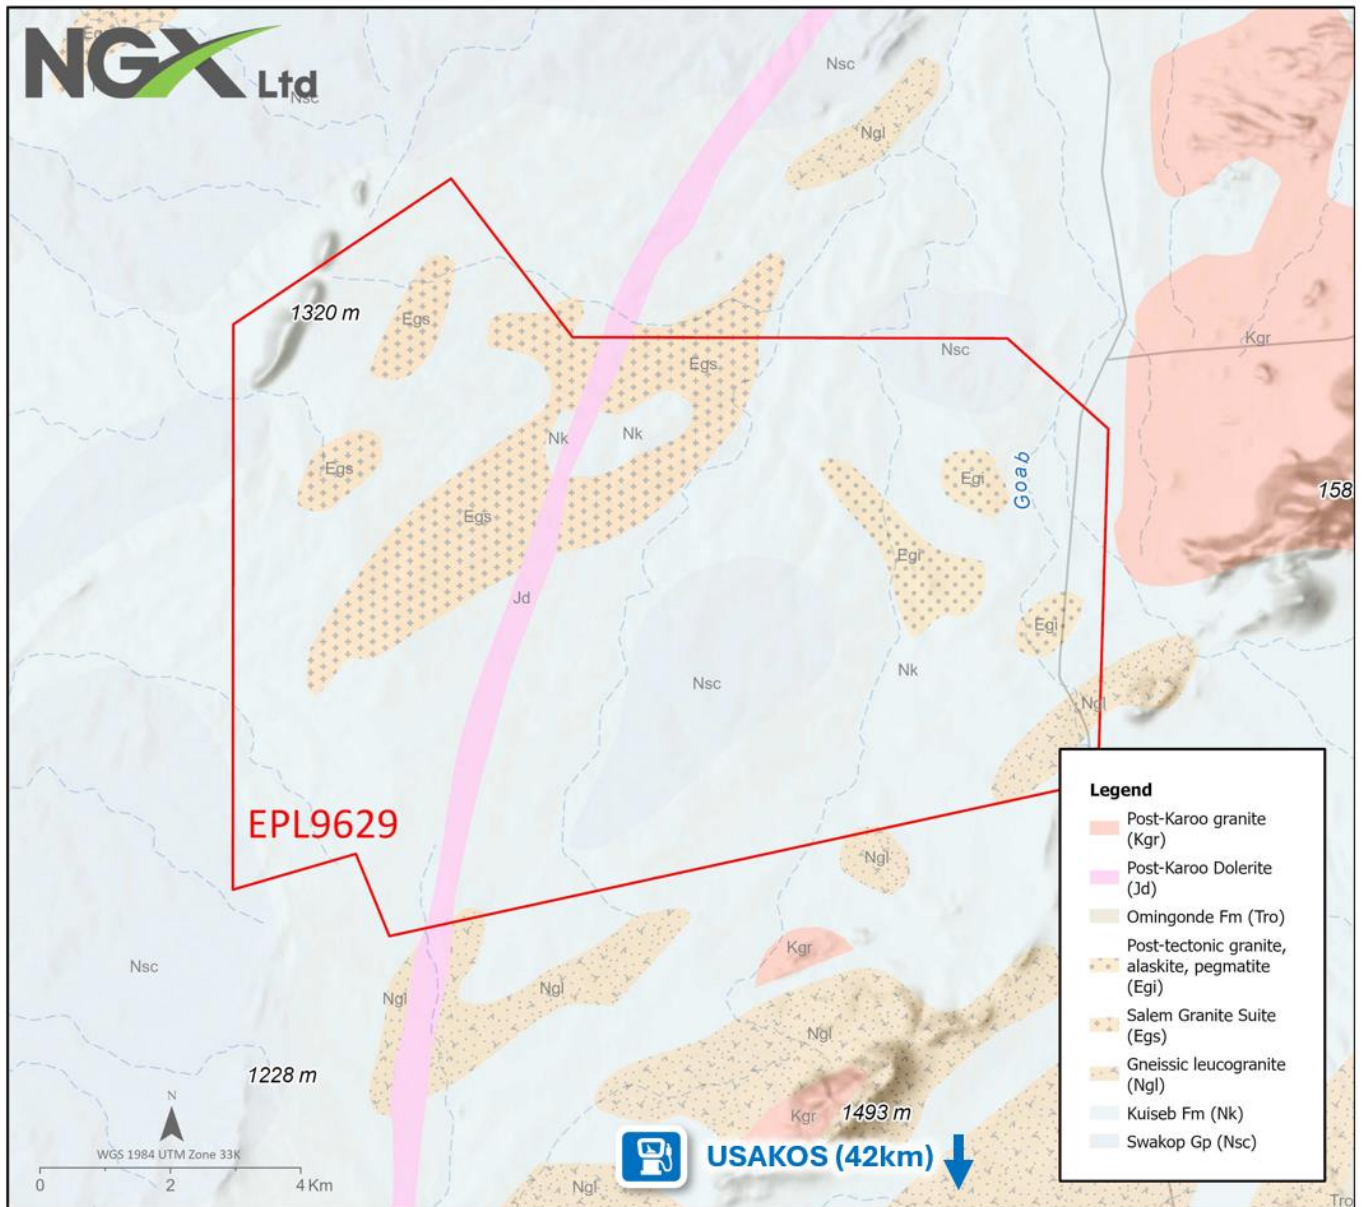 NGX Ltd
Nsc
Nsc
Ngl
1320 m
Egs
Kgr
Nsc
Egs
Nk
Nk
Egs
Egi
Goab
158
Egs
Egi
Jd
Egi
Nk
Nsc
Ngl
EPL9629
Ngl
Kgr
Nsc
Ngl
Ngl
Ngl
1228 m
Kgr
1493 m
N
WGS 1984 UTM Zone 33K
0 2 4 Km
USAKOS (42km)
Ngl
Tro
Legend
Post-Karoo granite
(Kgr)
Post-Karoo Dolerite
(Jd)
Omingonde Fm (Tro)
Post-tectonic granite,
alaskite, pegmatite
(Egi)
Salem Granite Suite
(Egs)
Gneissic leucogranite
(Ngl)
Kuiseb Fm (Nk)
Swakop Gp (Nsc)